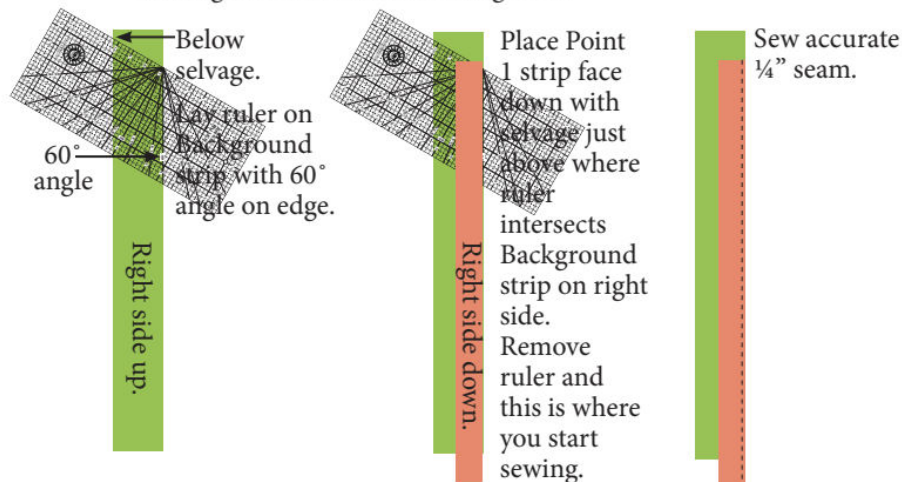 Below
selvage.
Lay ruler on
Background
strip with 60˚
angle on edge.
60˚
angle
Right side up.
Place Point
1 strip face
down with
selvage just
above where
ruler
intersects
Background
strip on right
side.
Remove
ruler and
this is where
you start
sewing.
Right side down.
Sew accurate
¼” seam.